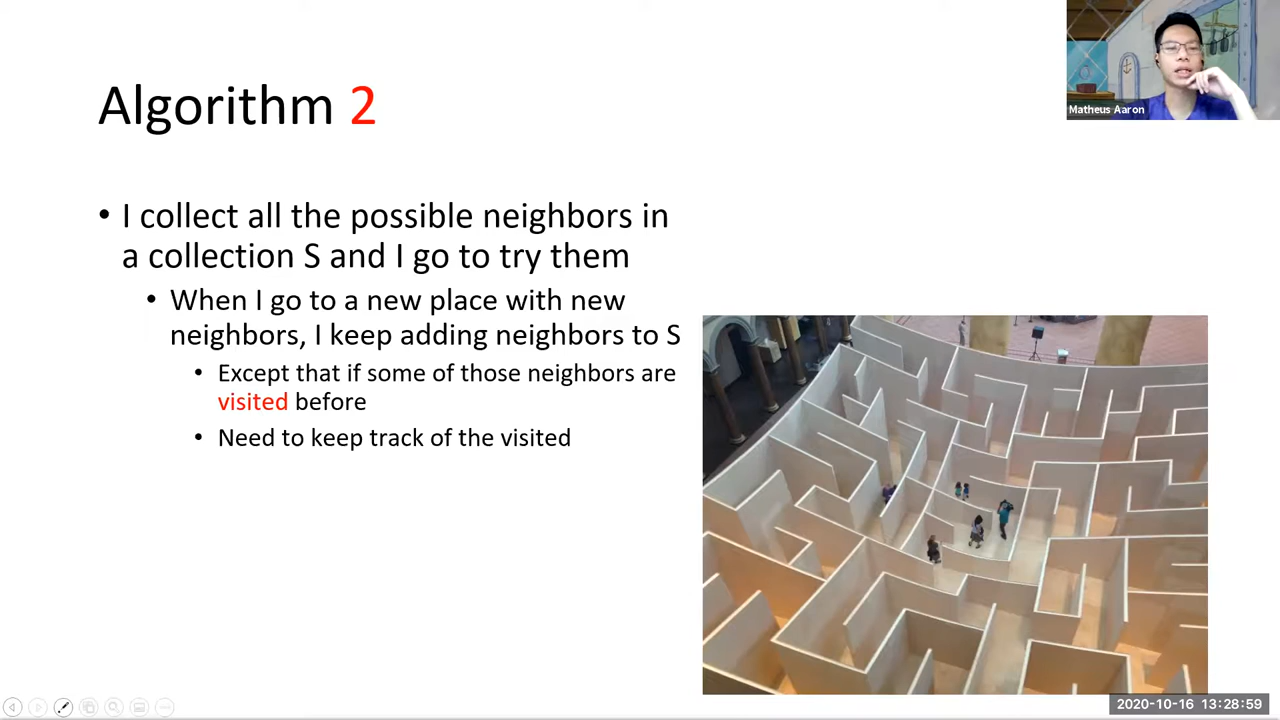 Matheus Aaron
Algorithm 2
• I collect all the possible neighbors in
a collection S and I go to try them
• When I go to a new place with new
neighbors, I keep adding neighbors to S
• Except that if some of those neighbors are
visited before
• Need to keep track of the visited
2020-10-16 13:28:59